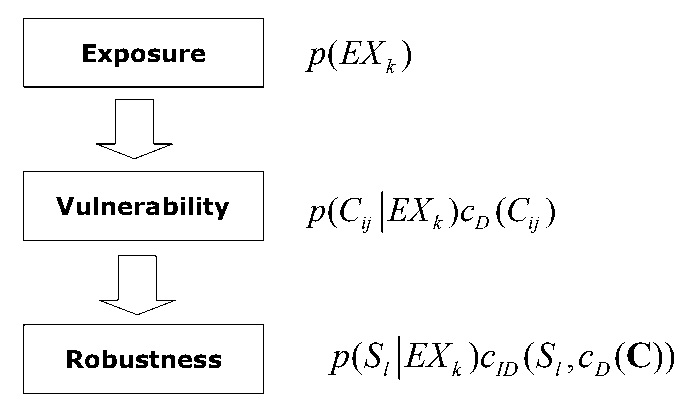 Exposure p(EX_k)
Vulnerability p(C_ij|EX_k)c_D(C_ij)
Robustness p(S_l|EX_k)c_ID(S_l,c_D(C))